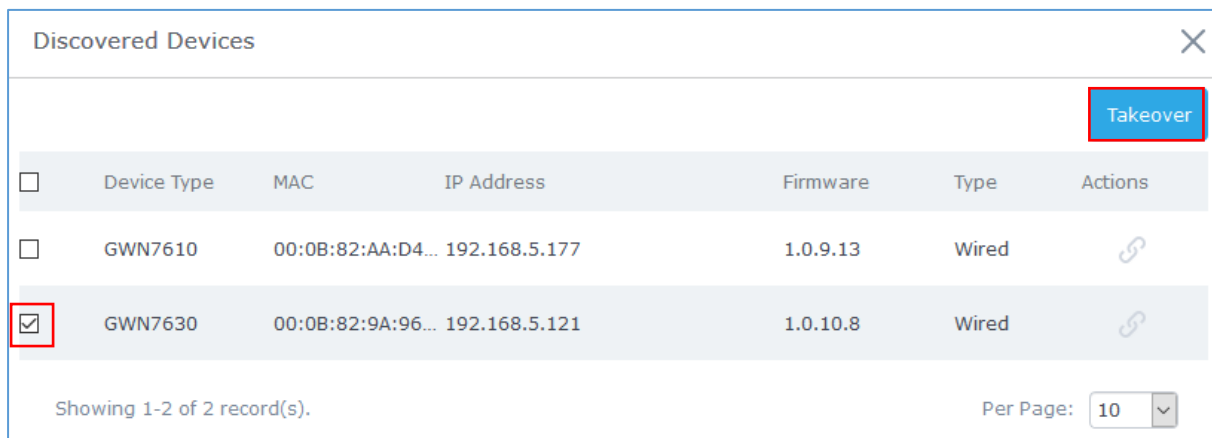 Discovered Devices
Takeover
Device Type MAC IP Address Firmware Type Actions
GWN7610 00:0B:82:AA:D4... 192.168.5.177 1.0.9.13 Wired
GWN7630 00:0B:82:9A:96... 192.168.5.121 1.0.10.8 Wired
Showing 1-2 of 2 record(s). Per Page: 10